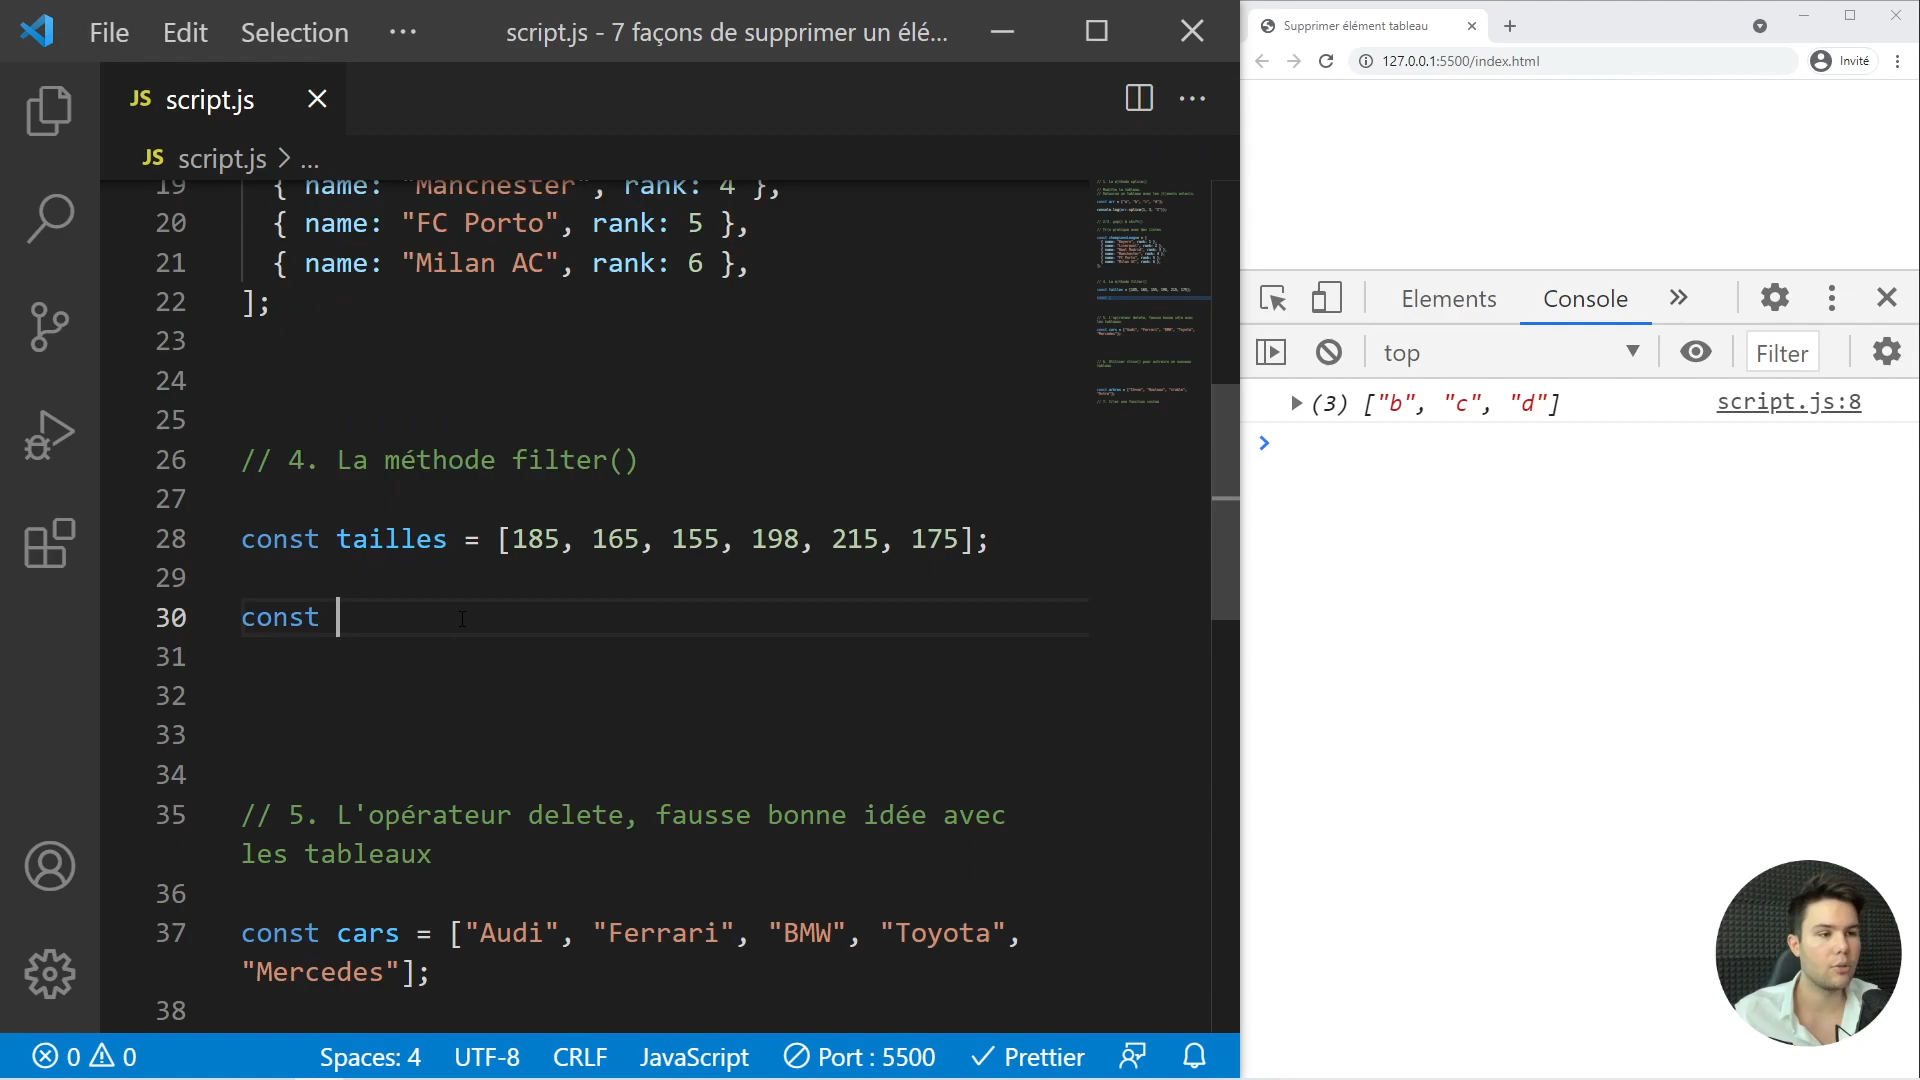 File Edit Selection ··· script.js - 7 façons de supprimer un élé...
JS script.js
JS script.js > ...
19 { name: "Manchester", rank: 4 },
20 { name: "FC Porto", rank: 5 },
21 { name: "Milan AC", rank: 6 },
22 ];
23
24
25
26 // 4. La méthode filter()
27
28 const tailles = [185, 165, 155, 198, 215, 175];
29
30 const
31
32
33
34
35 // 5. L'opérateur delete, fausse bonne idée avec
les tableaux
36
37 const cars = ["Audi", "Ferrari", "BMW", "Toyota",
"Mercedes"];
38
0 0 Spaces: 4 UTF-8 CRLF JavaScript Port : 5500 Prettier
Supprimer élément tableau
127.0.0.1:5500/index.html Invité
Elements Console
top Filter
(3) ["b", "c", "d"] script.js:8